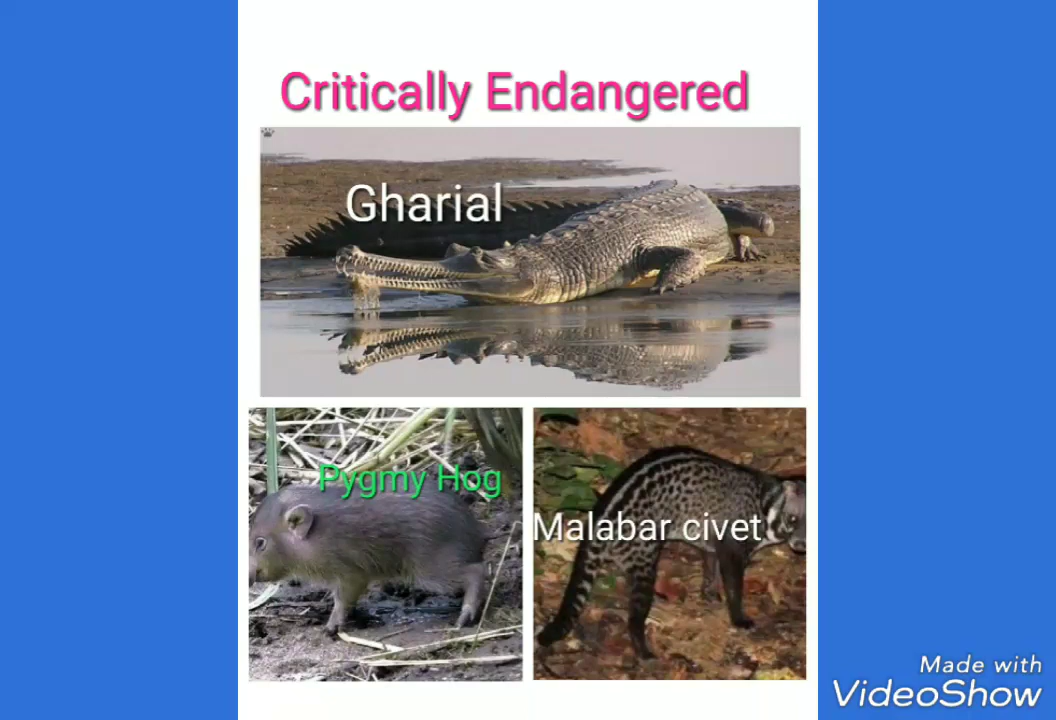 Critically Endangered
Gharial
Pygmy Hog
Malabar civet
Made with
VideoShow